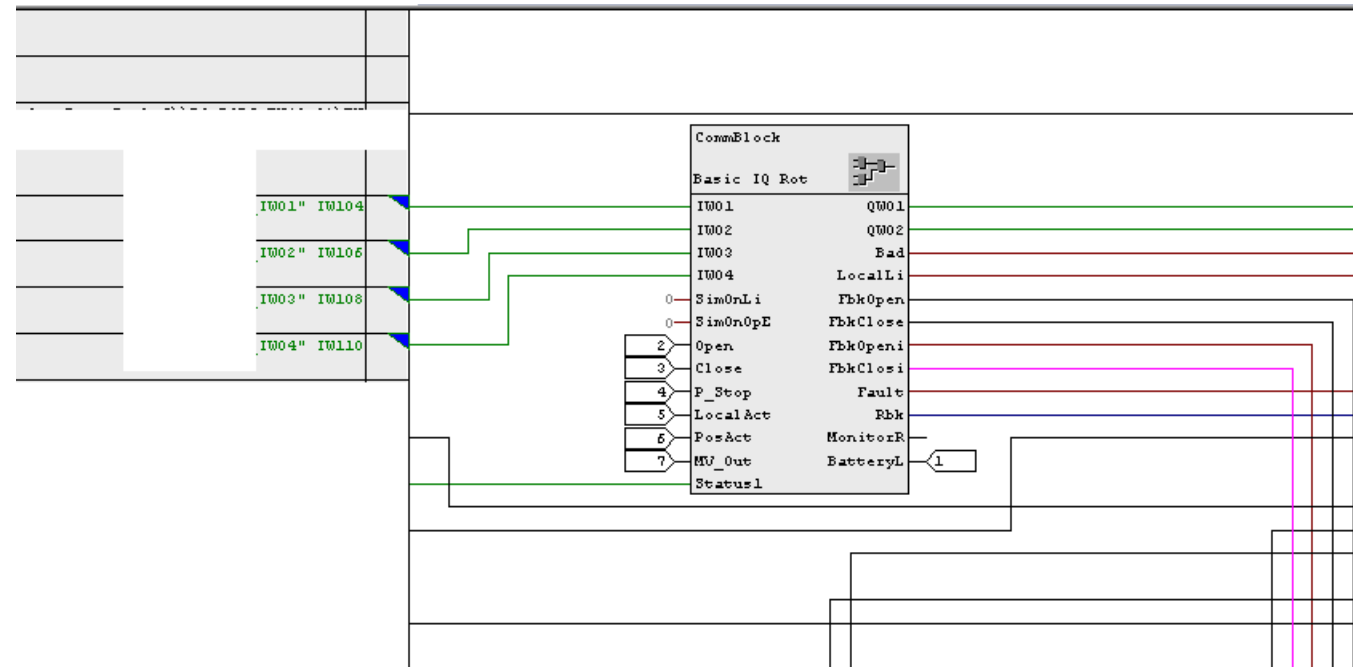 CommBlock
Basic IQ Rot
IW01" IW104
IW02" IW106
IW03" IW108
IW04" IW110
IW01 QW01
IW02 QW02
IW03 Bad
IW04 LocalLi
0 SimOnLi FbkOpen
0 SimOnOpE FbkClose
2 Open FbkOpeni
3 Close FbkClosi
4 P_Stop Fault
5 LocalAct Rbk
6 PosAct MonitorR
7 MV_Out BatteryL 1
Status1